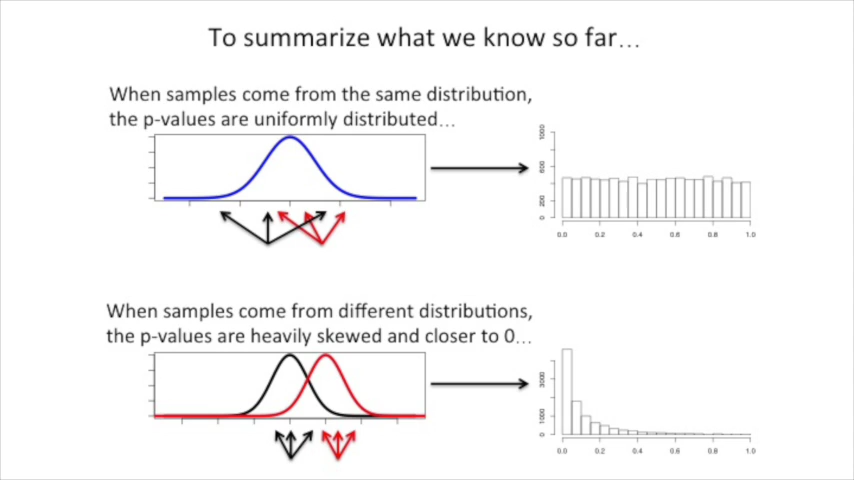 To summarize what we know so far…
When samples come from the same distribution,
the p-values are uniformly distributed…
1000
600
200
0
0.0 0.2 0.4 0.6 0.8 1.0
When samples come from different distributions,
the p-values are heavily skewed and closer to 0…
3000
1000
0
0.0 0.2 0.4 0.6 0.8 1.0